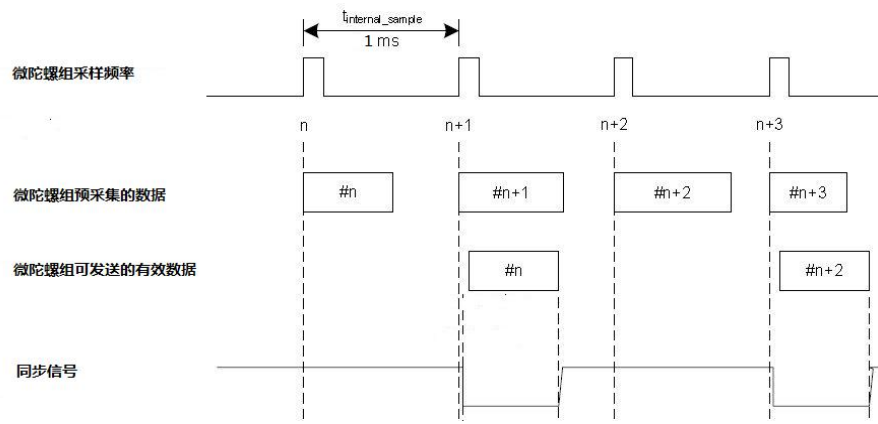 tinternal_sample
1 ms
微陀螺组采样频率
n n+1 n+2 n+3
微陀螺组预采集的数据
#n #n+1 #n+2 #n+3
微陀螺组可发送的有效数据
#n #n+2
同步信号